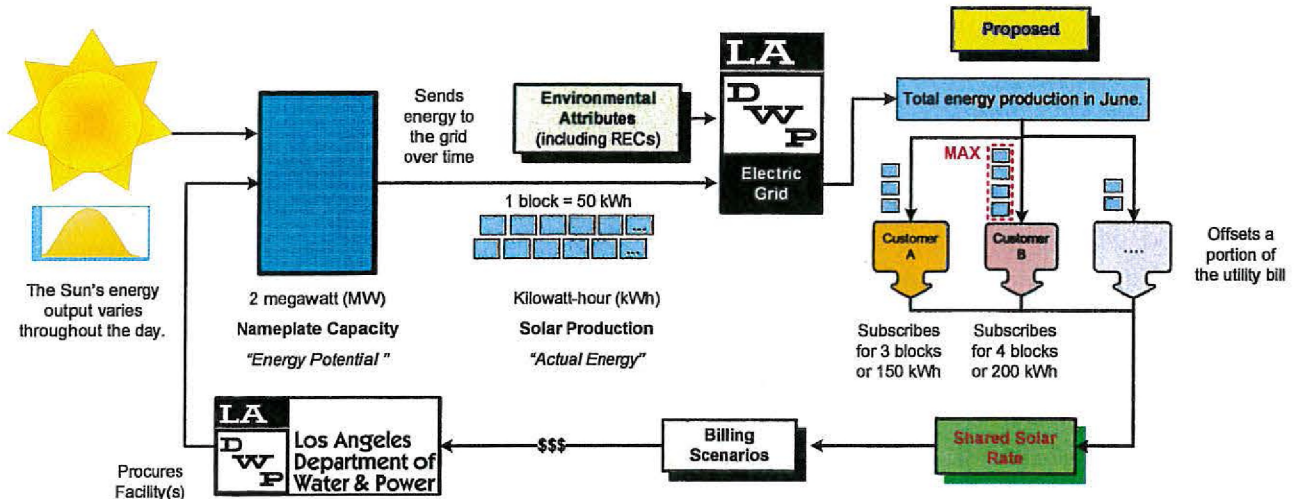 Proposed
LA
DWP
Electric
Grid
Sends
energy to
the grid
over time
Environmental
Attributes
(including RECs)
Total energy production in June.
MAX
1 block = 50 kWh
...
...
Customer
A
Customer
B
....
Offsets a
portion of
the utility bill
The Sun's energy
output varies
throughout the day.
2 megawatt (MW)
Nameplate Capacity
"Energy Potential "
Kilowatt-hour (kWh)
Solar Production
"Actual Energy"
Subscribes
for 3 blocks
or 150 kWh
Subscribes
for 4 blocks
or 200 kWh
LA
DWP
Los Angeles
Department of
Water & Power
$$$
Billing
Scenarios
Shared Solar
Rate
Procures
Facility(s)